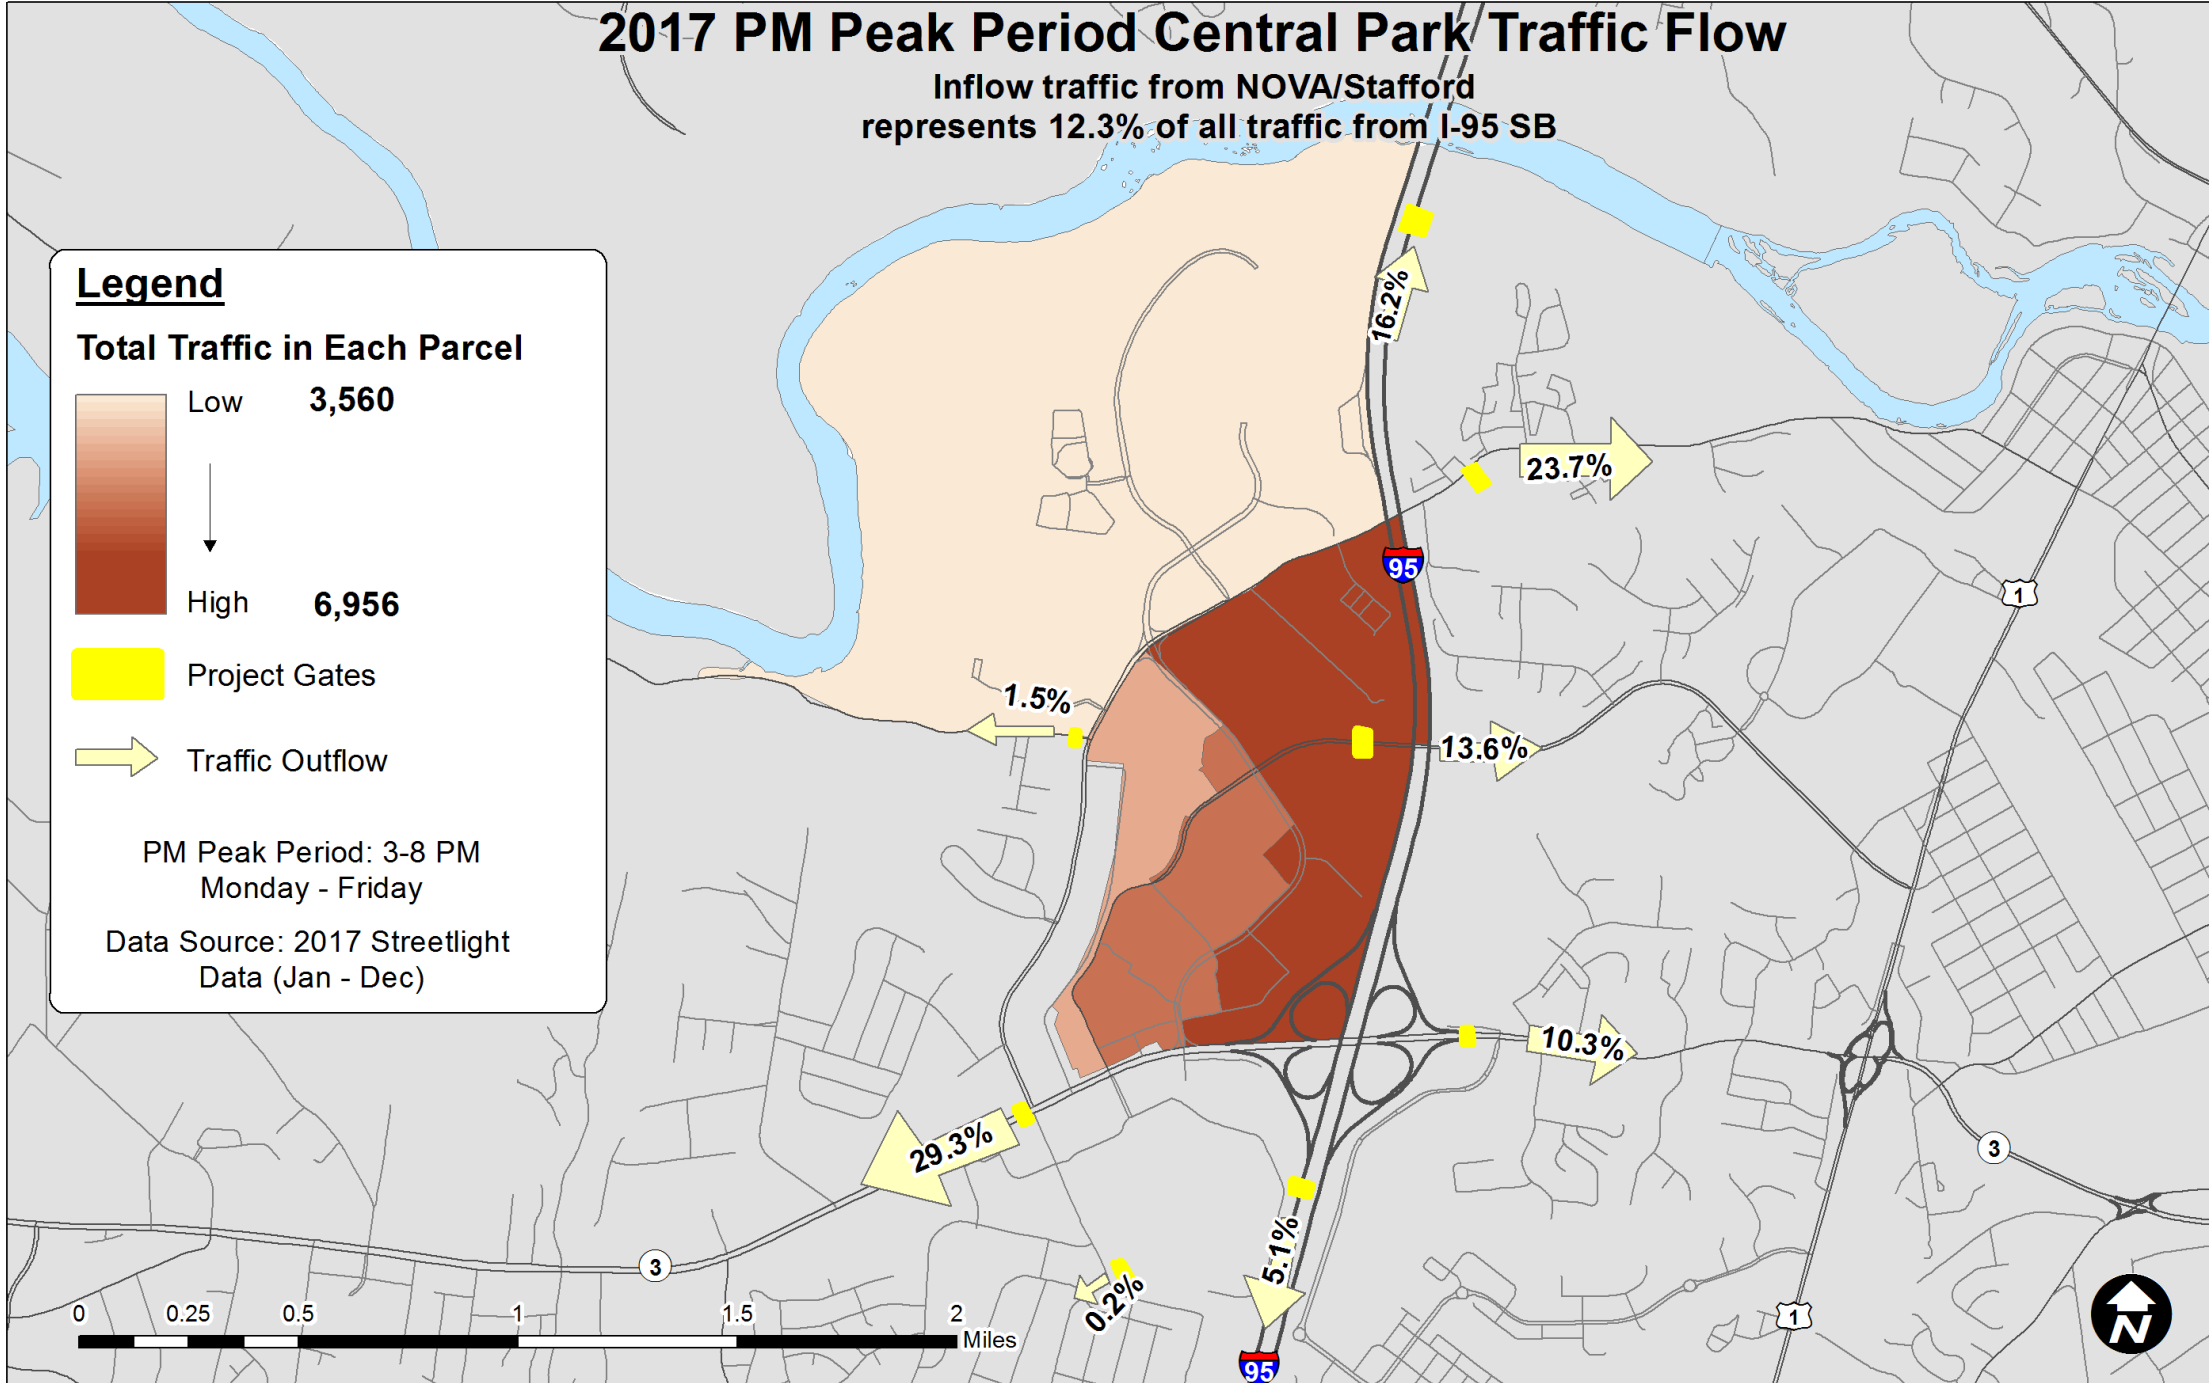 2017 PM Peak Period Central Park Traffic Flow
Inflow traffic from NOVA/Stafford
represents 12.3% of all traffic from I-95 SB
Legend
Total Traffic in Each Parcel
Low 3,560
High 6,956
Project Gates
Traffic Outflow
PM Peak Period: 3-8 PM
Monday - Friday
Data Source: 2017 Streetlight
Data (Jan - Dec)
16.2%
23.7%
95
1
1.5%
13.6%
10.3%
29.3%
3
5.1%
3
0.2%
1
95
0 0.25 0.5 1 1.5 2
Miles
N